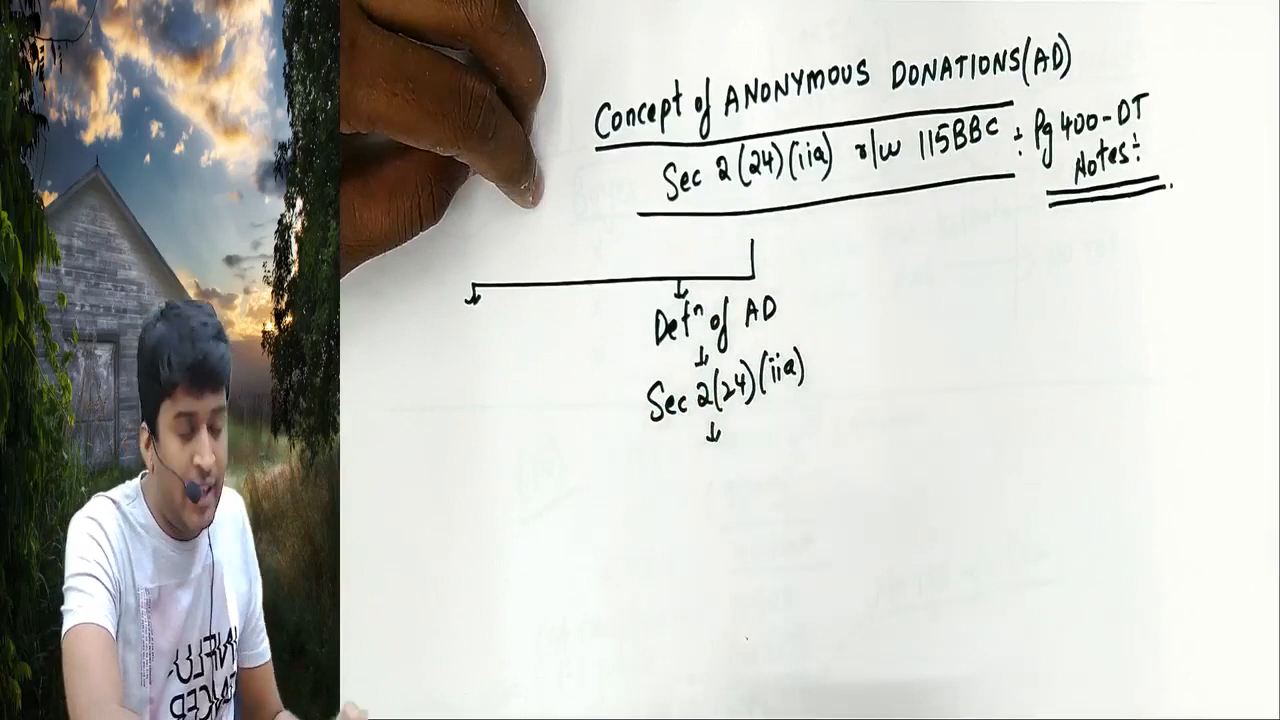 Concept of ANONYMOUS DONATIONS (AD)
Sec 2(24)(iia) r/w 115BBC : Pg 400-DT
Notes:
Defn of AD
Sec 2(24)(iia)